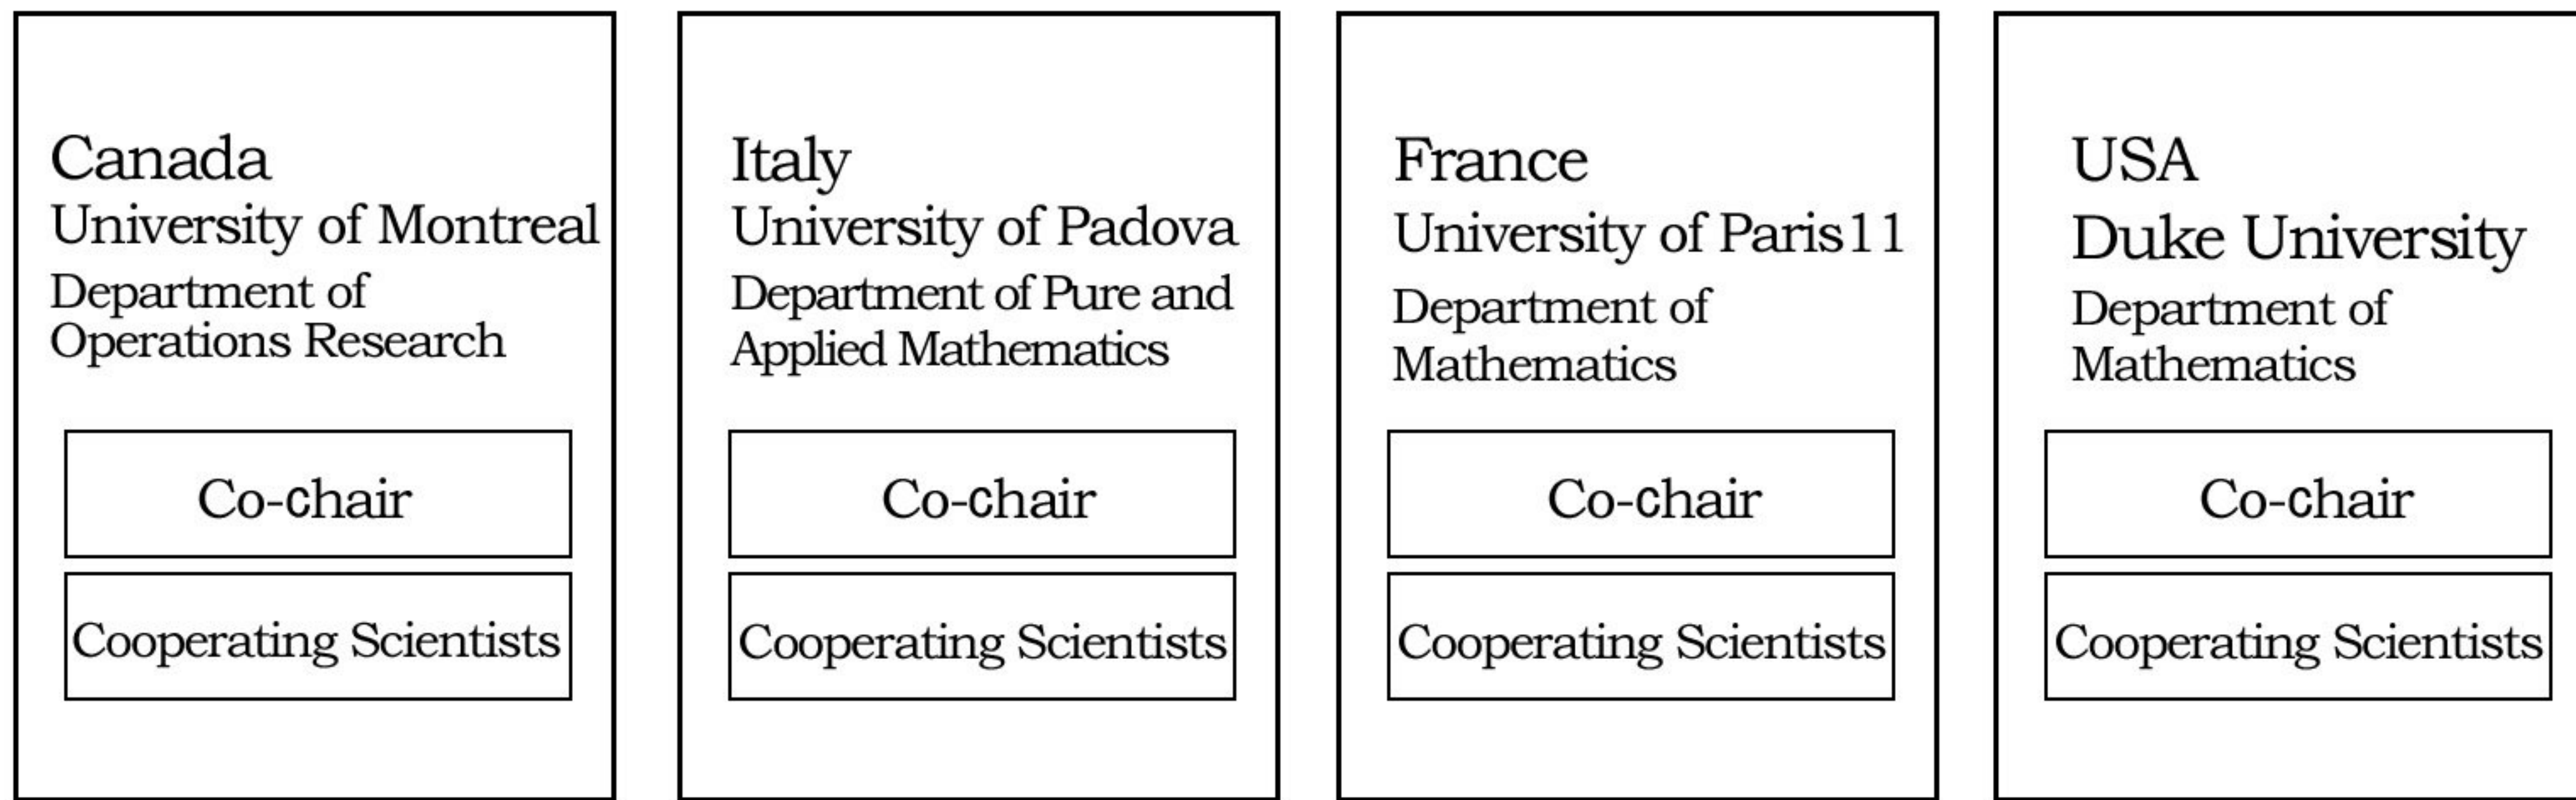 Canada
University of Montreal
Department of
Operations Research
Co-chair
Cooperating Scientists
Italy
University of Padova
Department of Pure and
Applied Mathematics
Co-chair
Cooperating Scientists
France
University of Paris11
Department of
Mathematics
Co-chair
Cooperating Scientists
USA
Duke University
Department of
Mathematics
Co-chair
Cooperating Scientists